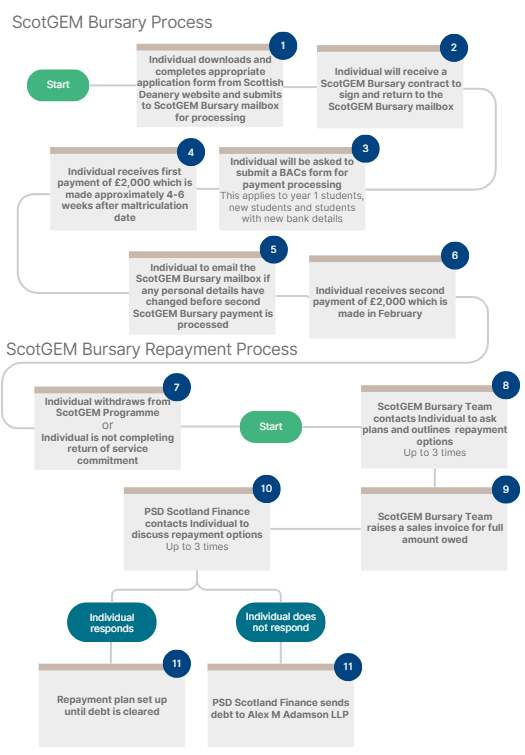 ScotGEM Bursary Process
1
Individual downloads and
completes appropriate
application form from Scottish
Deanery website and submits
to ScotGEM Bursary mailbox
for processing
2
Individual will receive a
ScotGEM Bursary contract to
sign and return to the
ScotGEM Bursary mailbox
Start
3
Individual will be asked to
submit a BACs form for
payment processing
This applies to year 1 students,
new students and students
with new bank details
4
Individual receives first
payment of £2,000 which is
made approximately 4-6
weeks after maltriculation
date
5
Individual to email the
ScotGEM Bursary mailbox if
any personal details have
changed before second
ScotGEM Bursary payment is
processed
6
Individual receives second
payment of £2,000 which is
made in February
ScotGEM Bursary Repayment Process
7
Individual withdraws from
ScotGEM Programme
or
Individual is not completing
return of service
commitment
Start
8
ScotGEM Bursary Team
contacts Individual to ask
plans and outlines repayment
options
Up to 3 times
9
ScotGEM Bursary Team
raises a sales invoice for full
amount owed
10
PSD Scotland Finance
contacts Individual to
discuss repayment options
Up to 3 times
Individual
responds
Individual does
not respond
11
Repayment plan set up
until debt is cleared
11
PSD Scotland Finance sends
debt to Alex M Adamson LLP